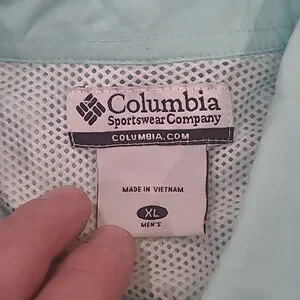 Columbia
Sportswear Company
COLUMBIA.COM
MADE IN VIETNAM
XL
MEN'S